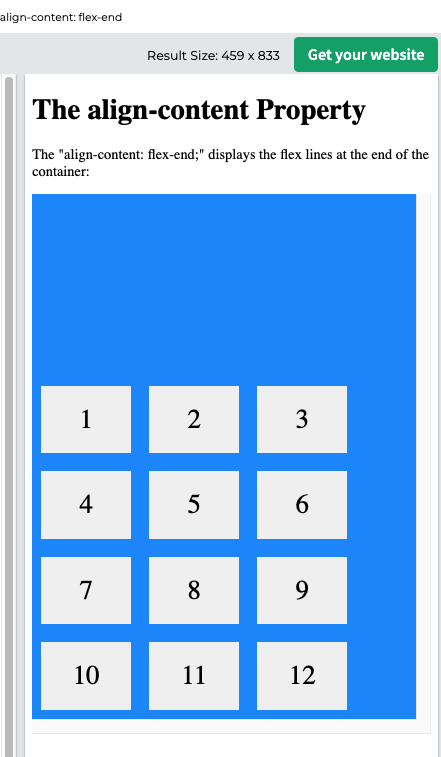 align-content: flex-end
Result Size: 459 x 833 Get your website
The align-content Property
The "align-content: flex-end;" displays the flex lines at the end of the
container:
1 2 3
4 5 6
7 8 9
10 11 12